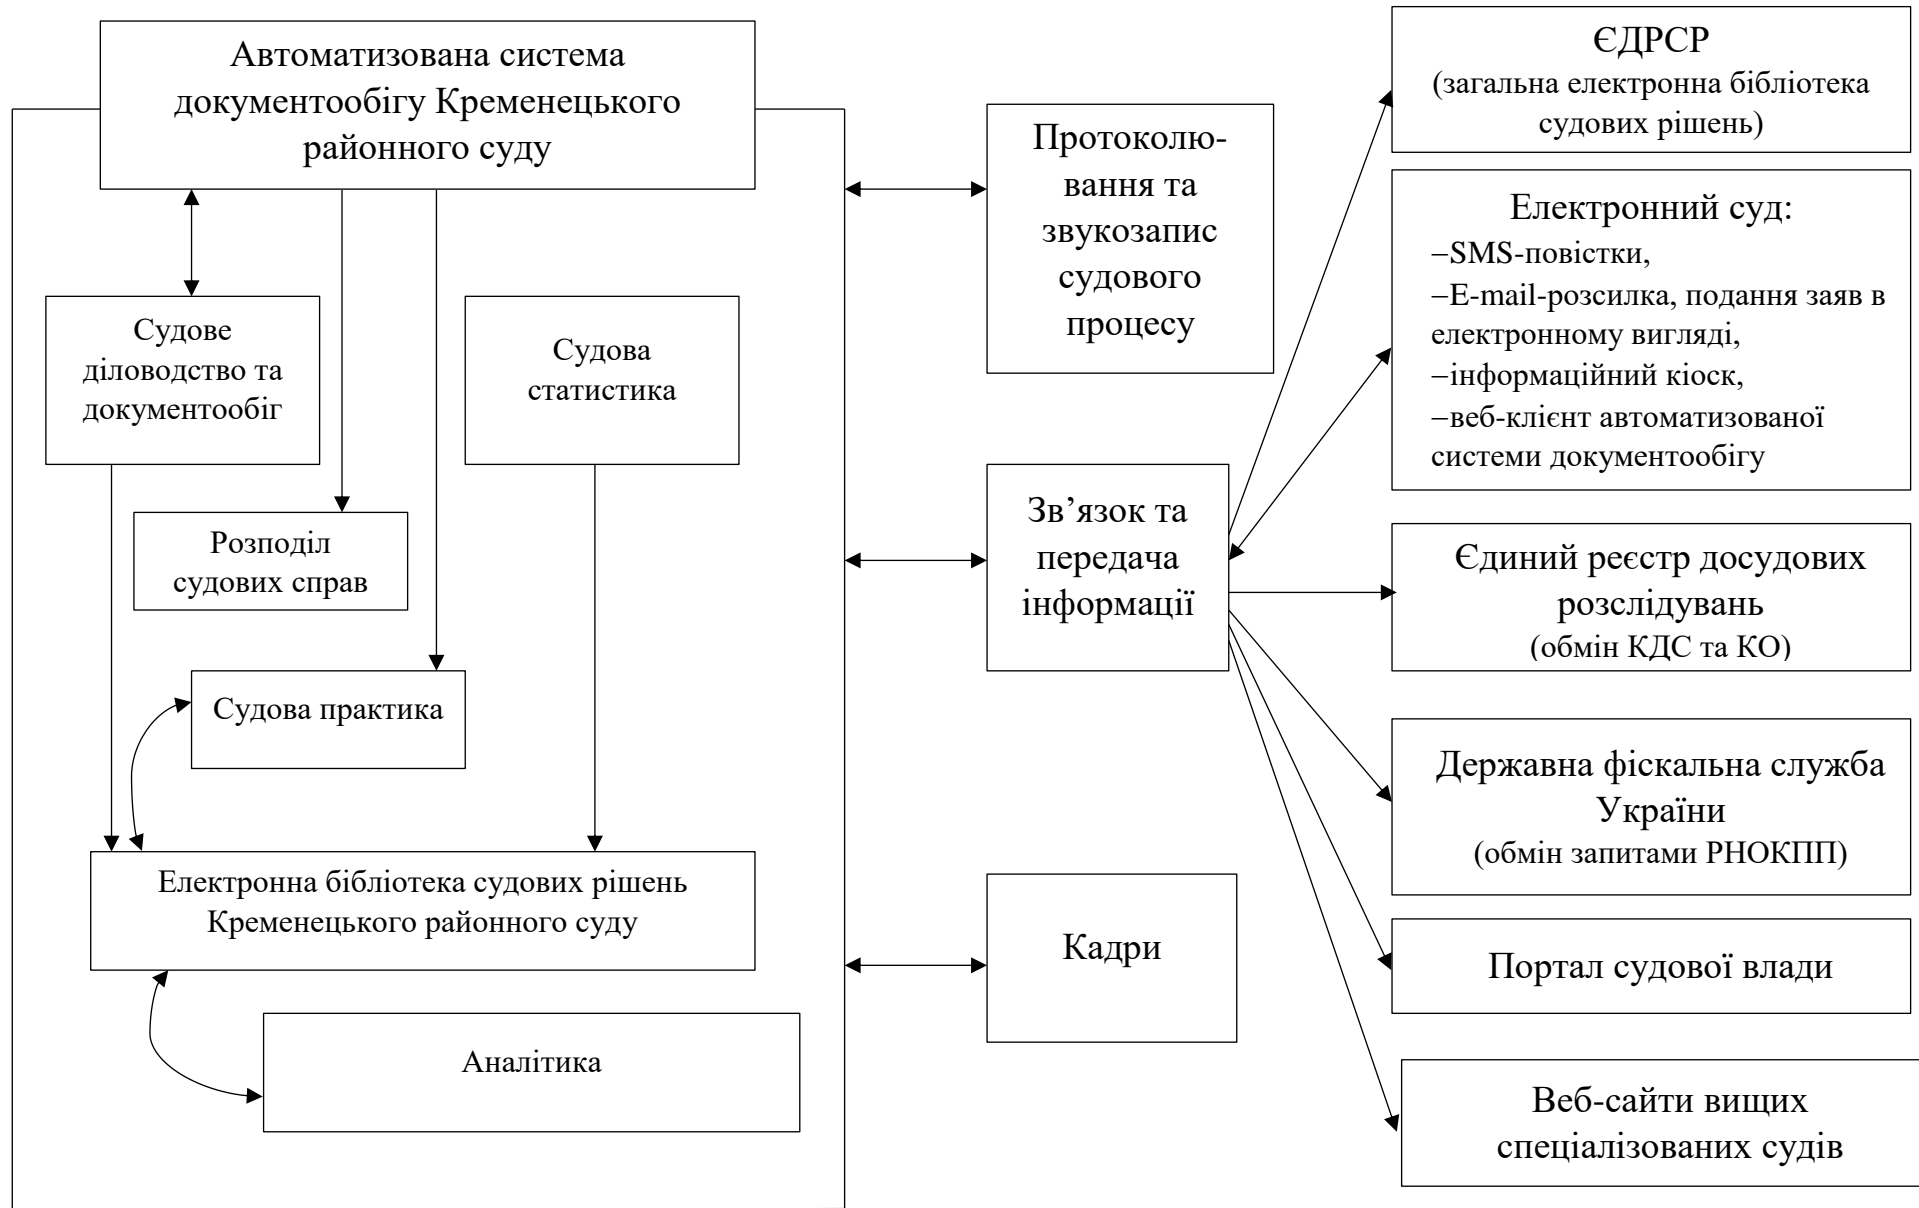 Автоматизована система
документообігу Кременецького
районного суду
Судове
діловодство та
документообіг
Судова
статистика
Розподіл
судових справ
Судова практика
Електронна бібліотека судових рішень
Кременецького районного суду
Аналітика
Протоколю-
вання та
звукозапис
судового
процесу
Зв’язок та
передача
інформації
Кадри
ЄДРСР
(загальна електронна бібліотека
судових рішень)
Електронний суд:
–SMS-повістки,
–E-mail-розсилка, подання заяв в
електронному вигляді,
–інформаційний кіоск,
–веб-клієнт автоматизованої
системи документообігу
Єдиний реєстр досудових
розслідувань
(обмін КДС та КО)
Державна фіскальна служба
України
(обмін запитами РНОКПП)
Портал судової влади
Веб-сайти вищих
спеціалізованих судів